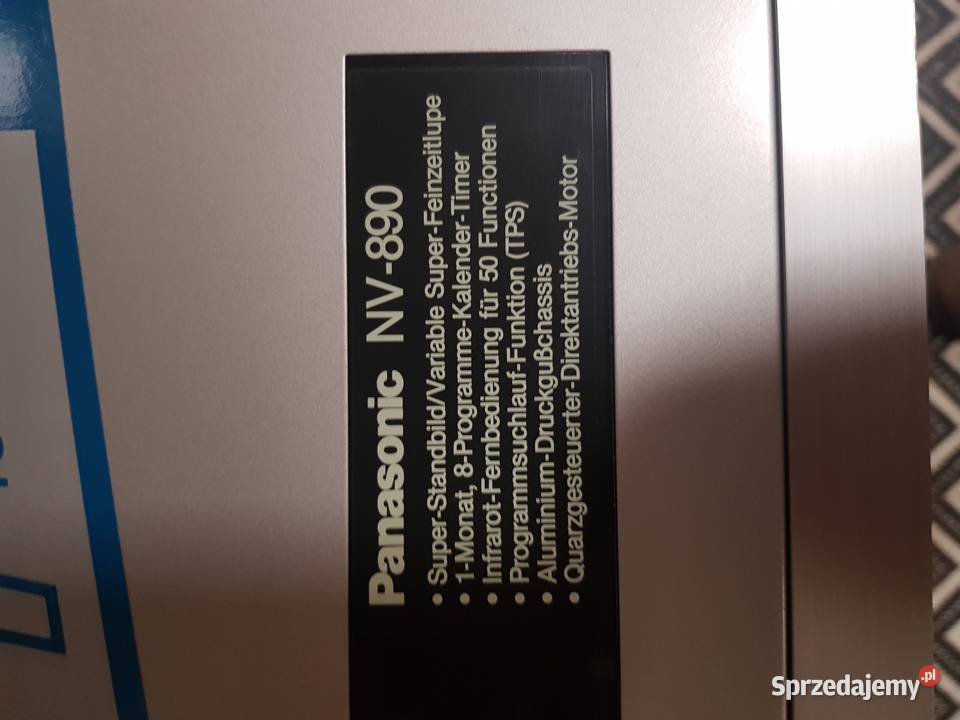 Panasonic NV-890
• Super-Standbild/Variable Super-Feinzeitlupe
• 1-Monat, 8-Programme-Kalender-Timer
• Infrarot-Fernbedienung für 50 Functionen
• Programmsuchlauf-Funktion (TPS)
• Aluminium-Druckgußchassis
• Quarzgesteuerter-Direktantriebs-Motor
Sprzedajemy.pl